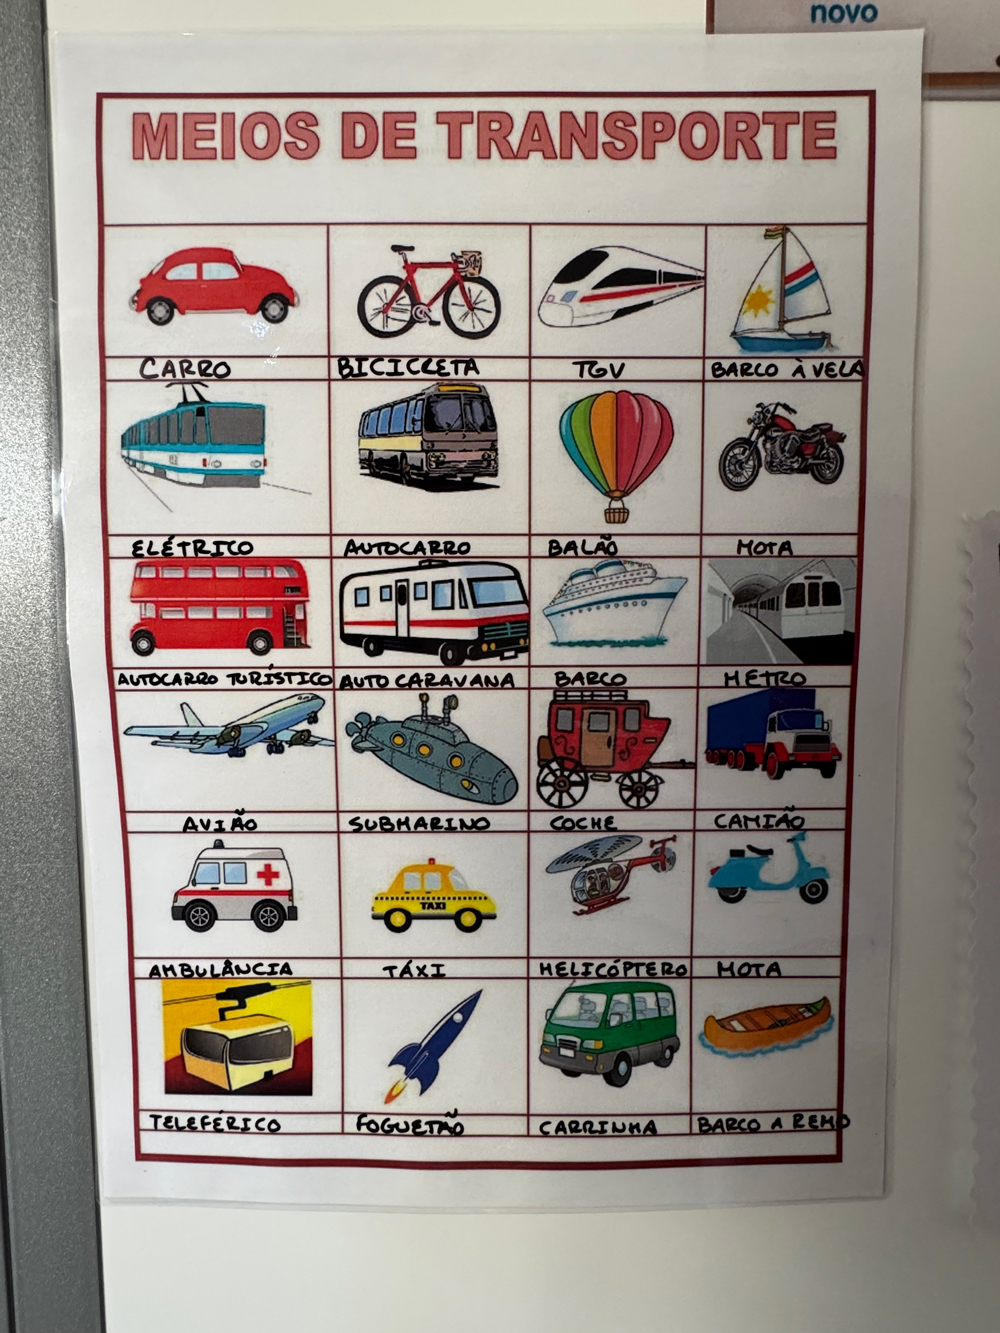 novo
MEIOS DE TRANSPORTE
CARRO BICICLETA TGV BARCO À VELA
ELÉTRICO AUTOCARRO BALÃO MOTA
AUTOCARRO TURÍSTICO AUTO CARAVANA BARCO METRO
AVIÃO SUBMARINO COCHE CAMIÃO
TAXI
AMBULÂNCIA TÁXI HELICÓPTERO MOTA
TELEFÉRICO FOGUETÃO CARRINHA BARCO A REMO